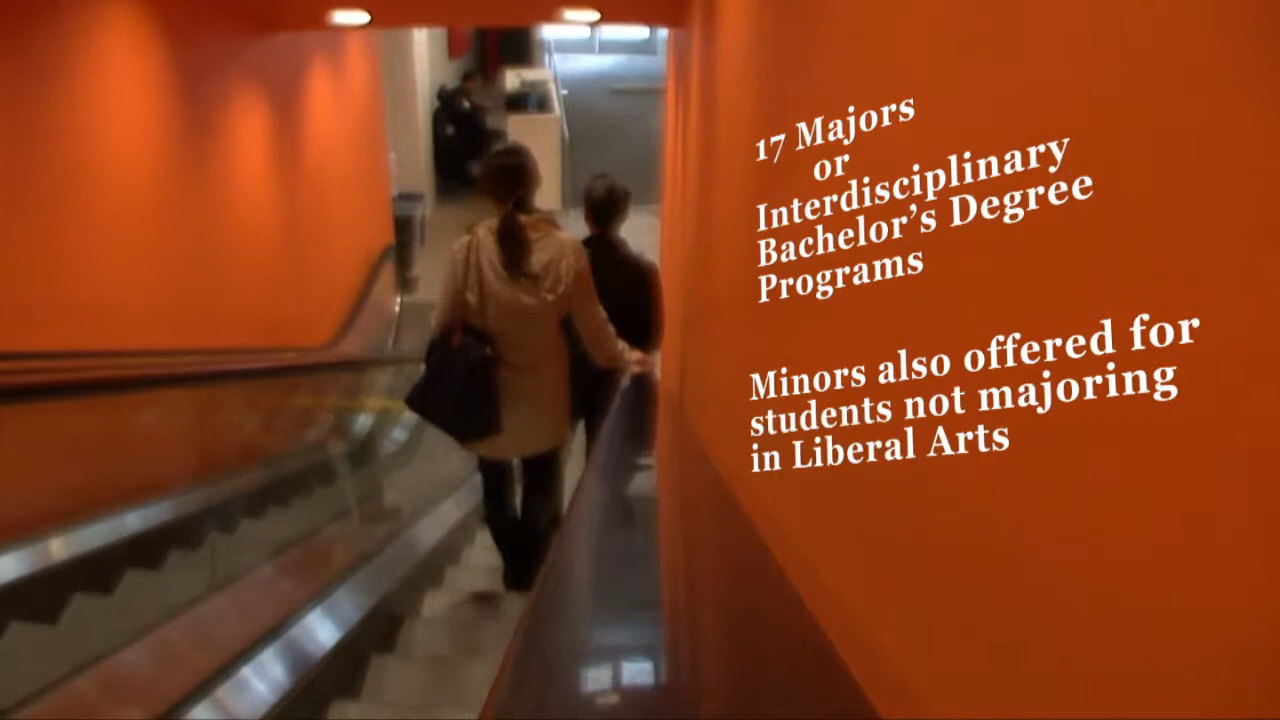 17 Majors
or
Interdisciplinary
Bachelor's Degree
Programs
Minors also offered for
students not majoring
in Liberal Arts